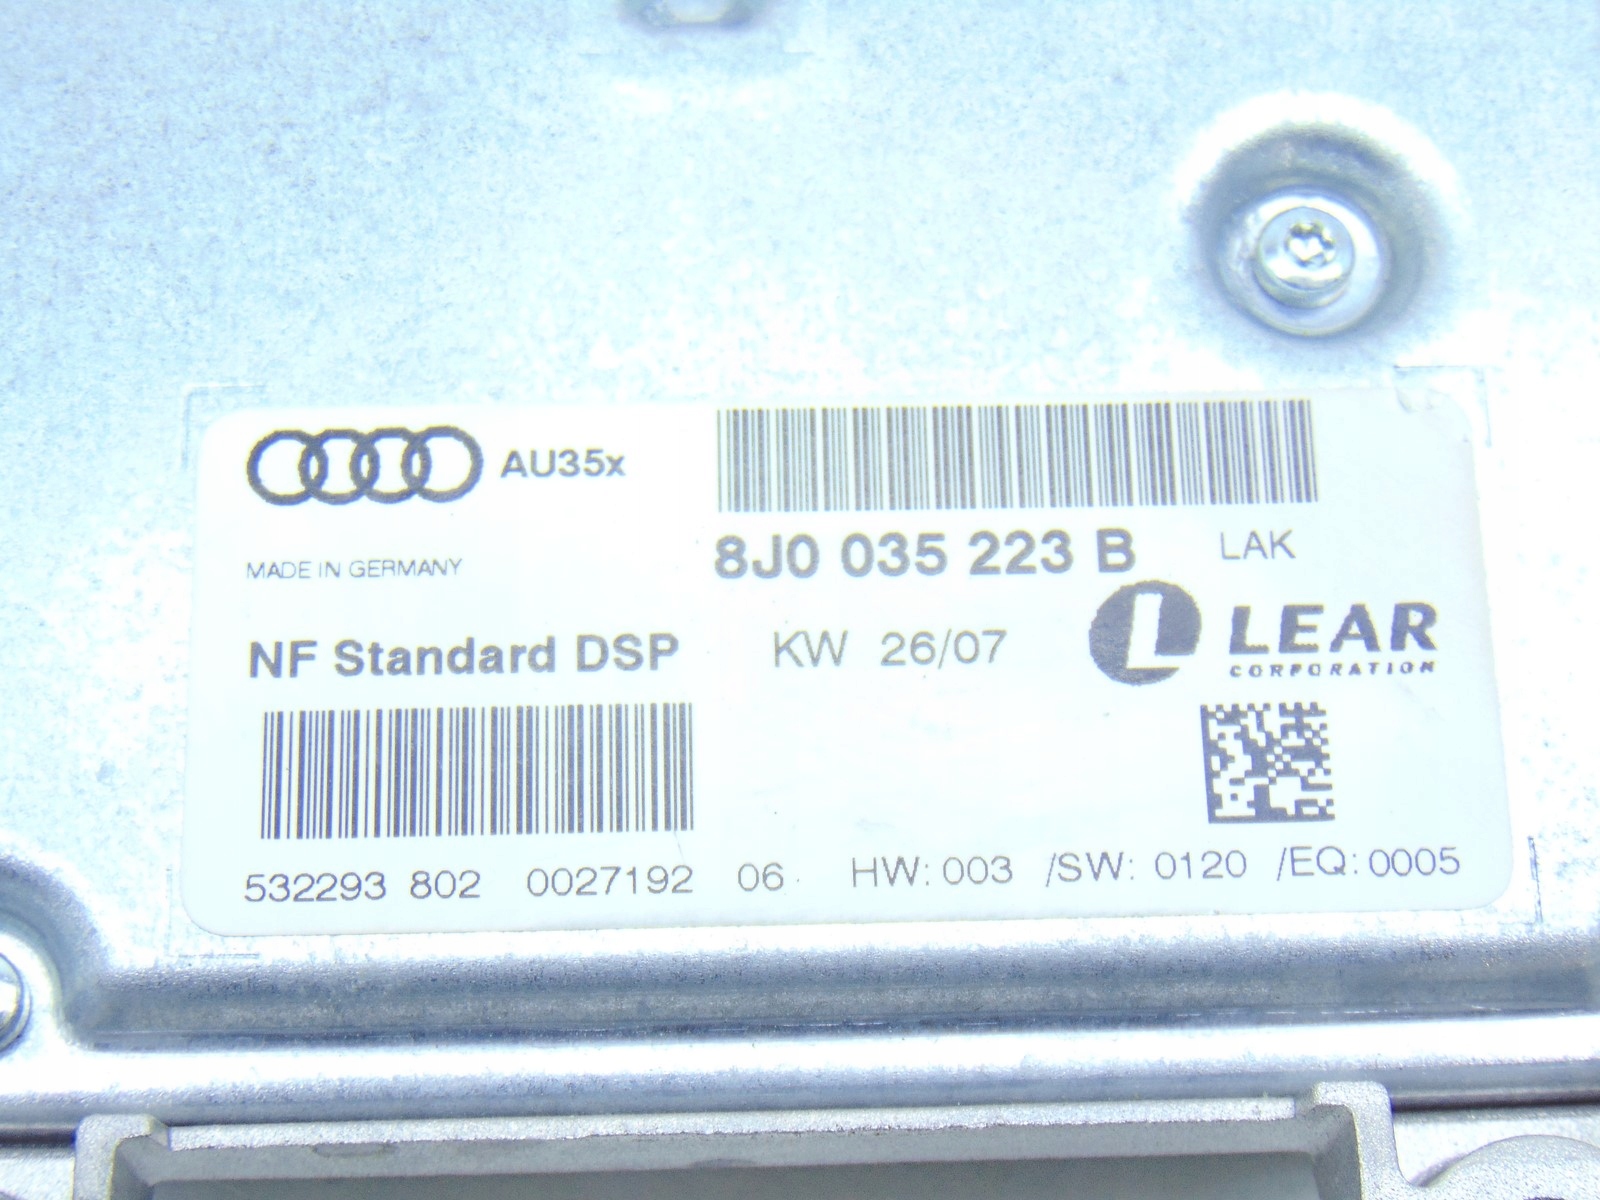 AU35x
MADE IN GERMANY
8J0 035 223 B LAK
NF Standard DSP KW 26/07
L LEAR
CORPORATION
532293 802 0027192 06 HW: 003 /SW: 0120 /EQ: 0005